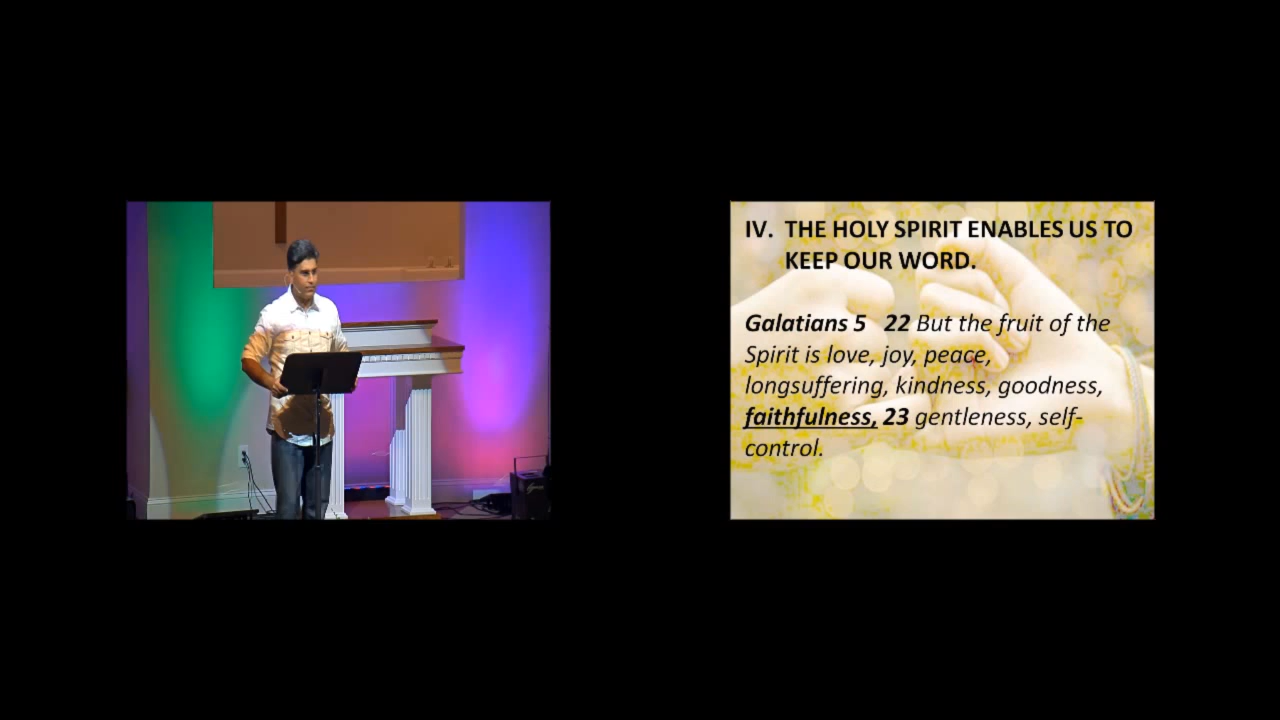 IV. THE HOLY SPIRIT ENABLES US TO
KEEP OUR WORD.
Galatians 5 22 But the fruit of the
Spirit is love, joy, peace,
longsuffering, kindness, goodness,
faithfulness, 23 gentleness, self-
control.